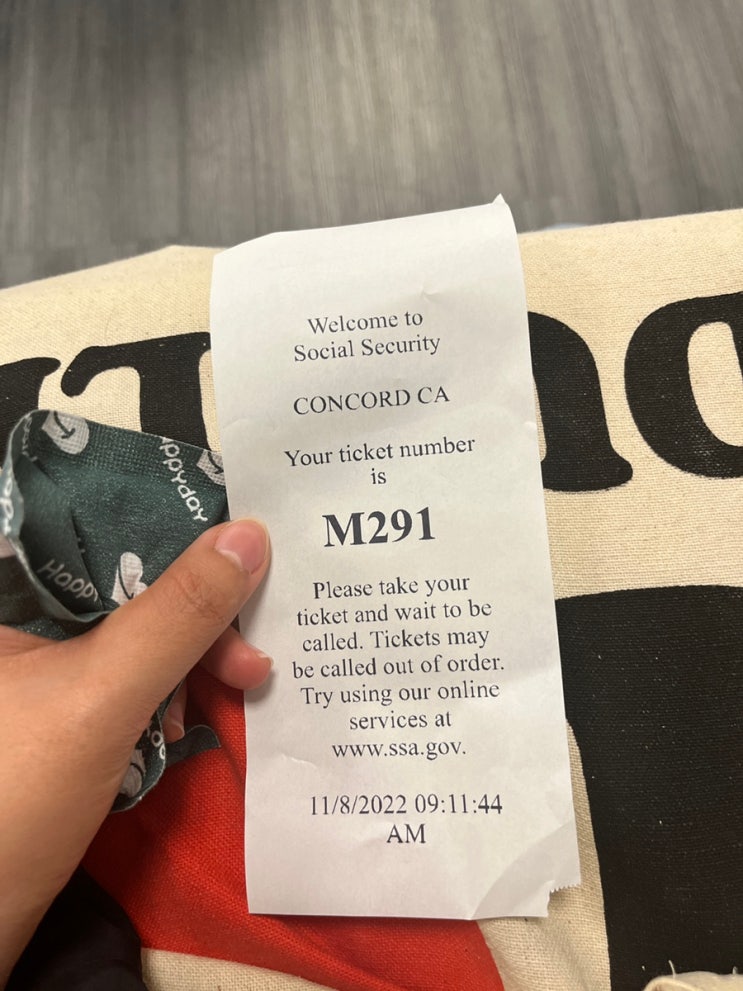 Welcome to
Social Security
CONCORD CA
Your ticket number
is
M291
Please take your
ticket and wait to be
called. Tickets may
be called out of order.
Try using our online
services at
www.ssa.gov.
11/8/2022 09:11:44
AM
ppyday
Happy